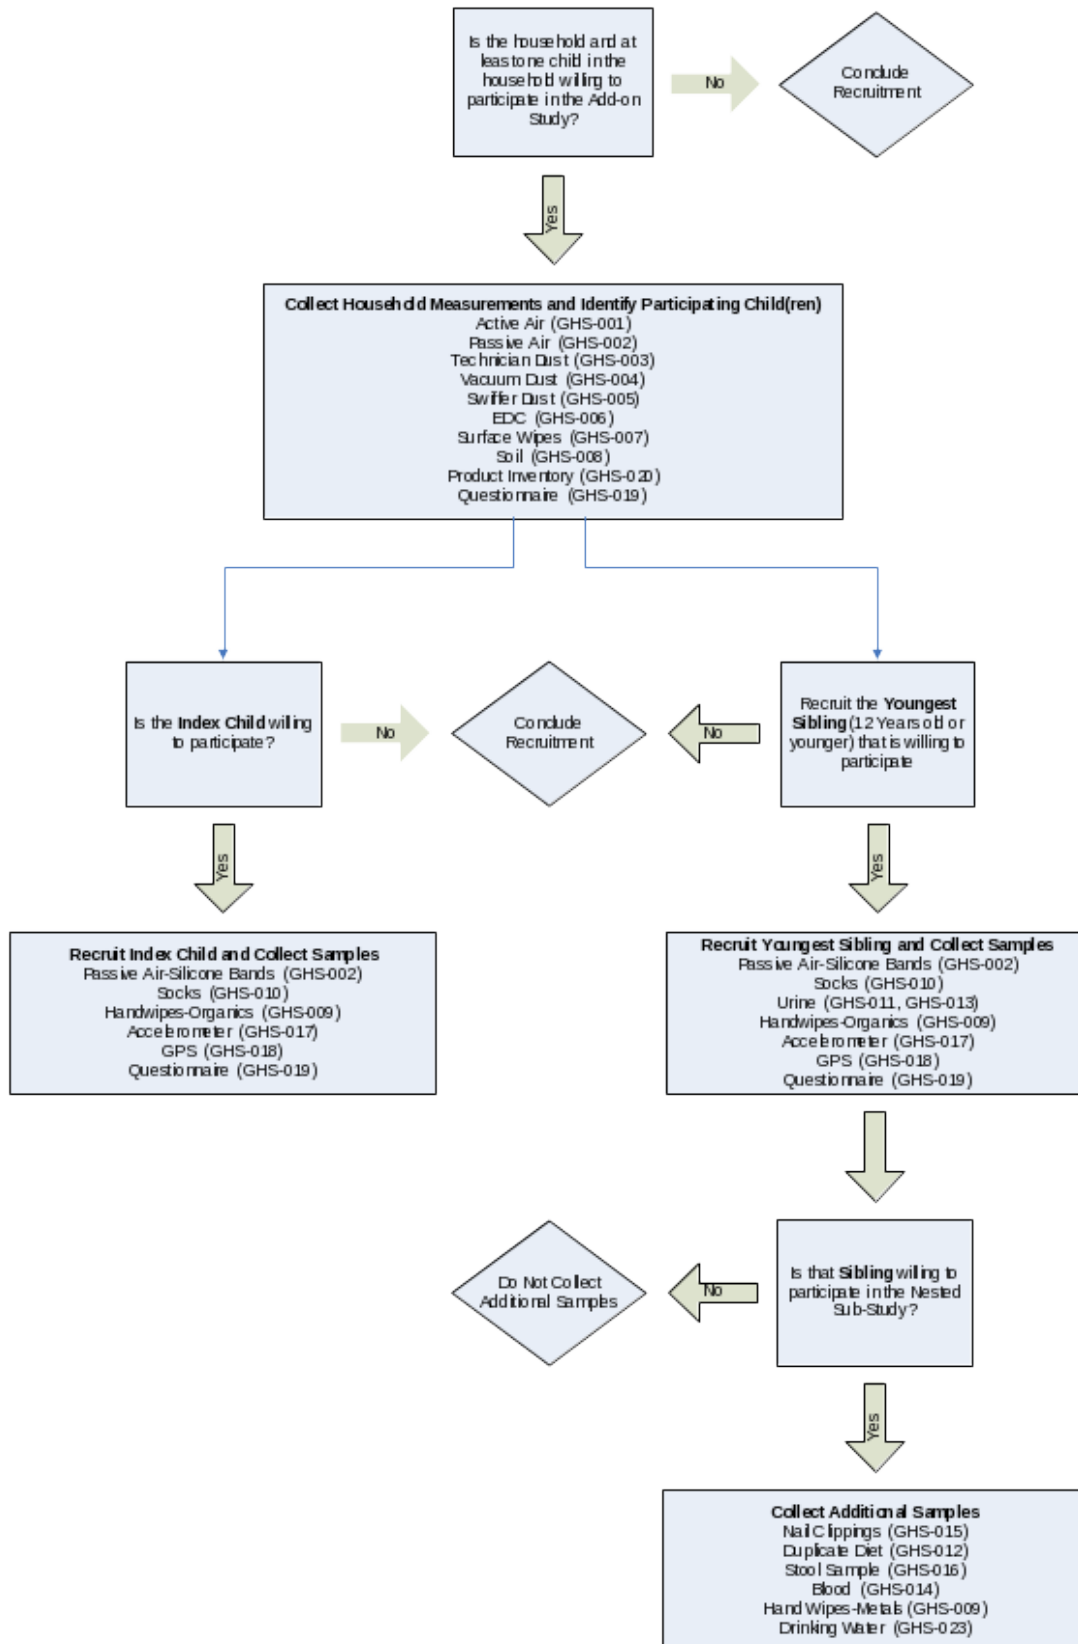 Is the household and at
least one child in the
household willing to
participate in the Add-on
Study?
No
Conclude
Recruitment
Yes
Collect Household Measurements and Identify Participating Child(ren)
Active Air (GHS-001)
Passive Air (GHS-002)
Technician Dust (GHS-003)
Vacuum Dust (GHS-004)
Swiffer Dust (GHS-005)
EDC (GHS-006)
Surface Wipes (GHS-007)
Soil (GHS-008)
Product Inventory (GHS-020)
Questionnaire (GHS-019)
Is the Index Child willing
to participate?
No
Conclude
Recruitment
No
Recruit the Youngest
Sibling (12 Years old or
younger) that is willing to
participate
Yes
Yes
Recruit Index Child and Collect Samples
Passive Air-Silicone Bands (GHS-002)
Socks (GHS-010)
Handwipes-Organics (GHS-009)
Accelerometer (GHS-017)
GPS (GHS-018)
Questionnaire (GHS-019)
Recruit Youngest Sibling and Collect Samples
Passive Air-Silicone Bands (GHS-002)
Socks (GHS-010)
Urine (GHS-011, GHS-013)
Handwipes-Organics (GHS-009)
Accelerometer (GHS-017)
GPS (GHS-018)
Questionnaire (GHS-019)
Do Not Collect
Additional Samples
No
Is that Sibling willing to
participate in the Nested
Sub-Study?
Yes
Collect Additional Samples
Nail Clippings (GHS-015)
Duplicate Diet (GHS-012)
Stool Sample (GHS-016)
Blood (GHS-014)
Hand Wipes-Metals (GHS-009)
Drinking Water (GHS-023)